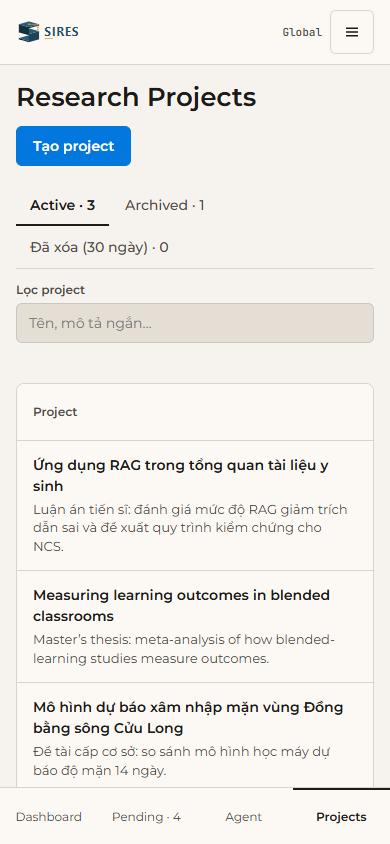 SIRES
Global
Research Projects
Tạo project
Active · 3
Archived · 1
Đã xóa (30 ngày) · 0
Lọc project
Tên, mô tả ngắn...
Project
Ứng dụng RAG trong tổng quan tài liệu y
sinh
Luận án tiến sĩ: đánh giá mức độ RAG giảm trích
dẫn sai và đề xuất quy trình kiểm chứng cho
NCS.
Measuring learning outcomes in blended
classrooms
Master's thesis: meta-analysis of how blended-
learning studies measure outcomes.
Mô hình dự báo xâm nhập mặn vùng Đồng
bằng sông Cửu Long
Đề tài cấp cơ sở: so sánh mô hình học máy dự
báo độ mặn 14 ngày.
Dashboard
Pending · 4
Agent
Projects